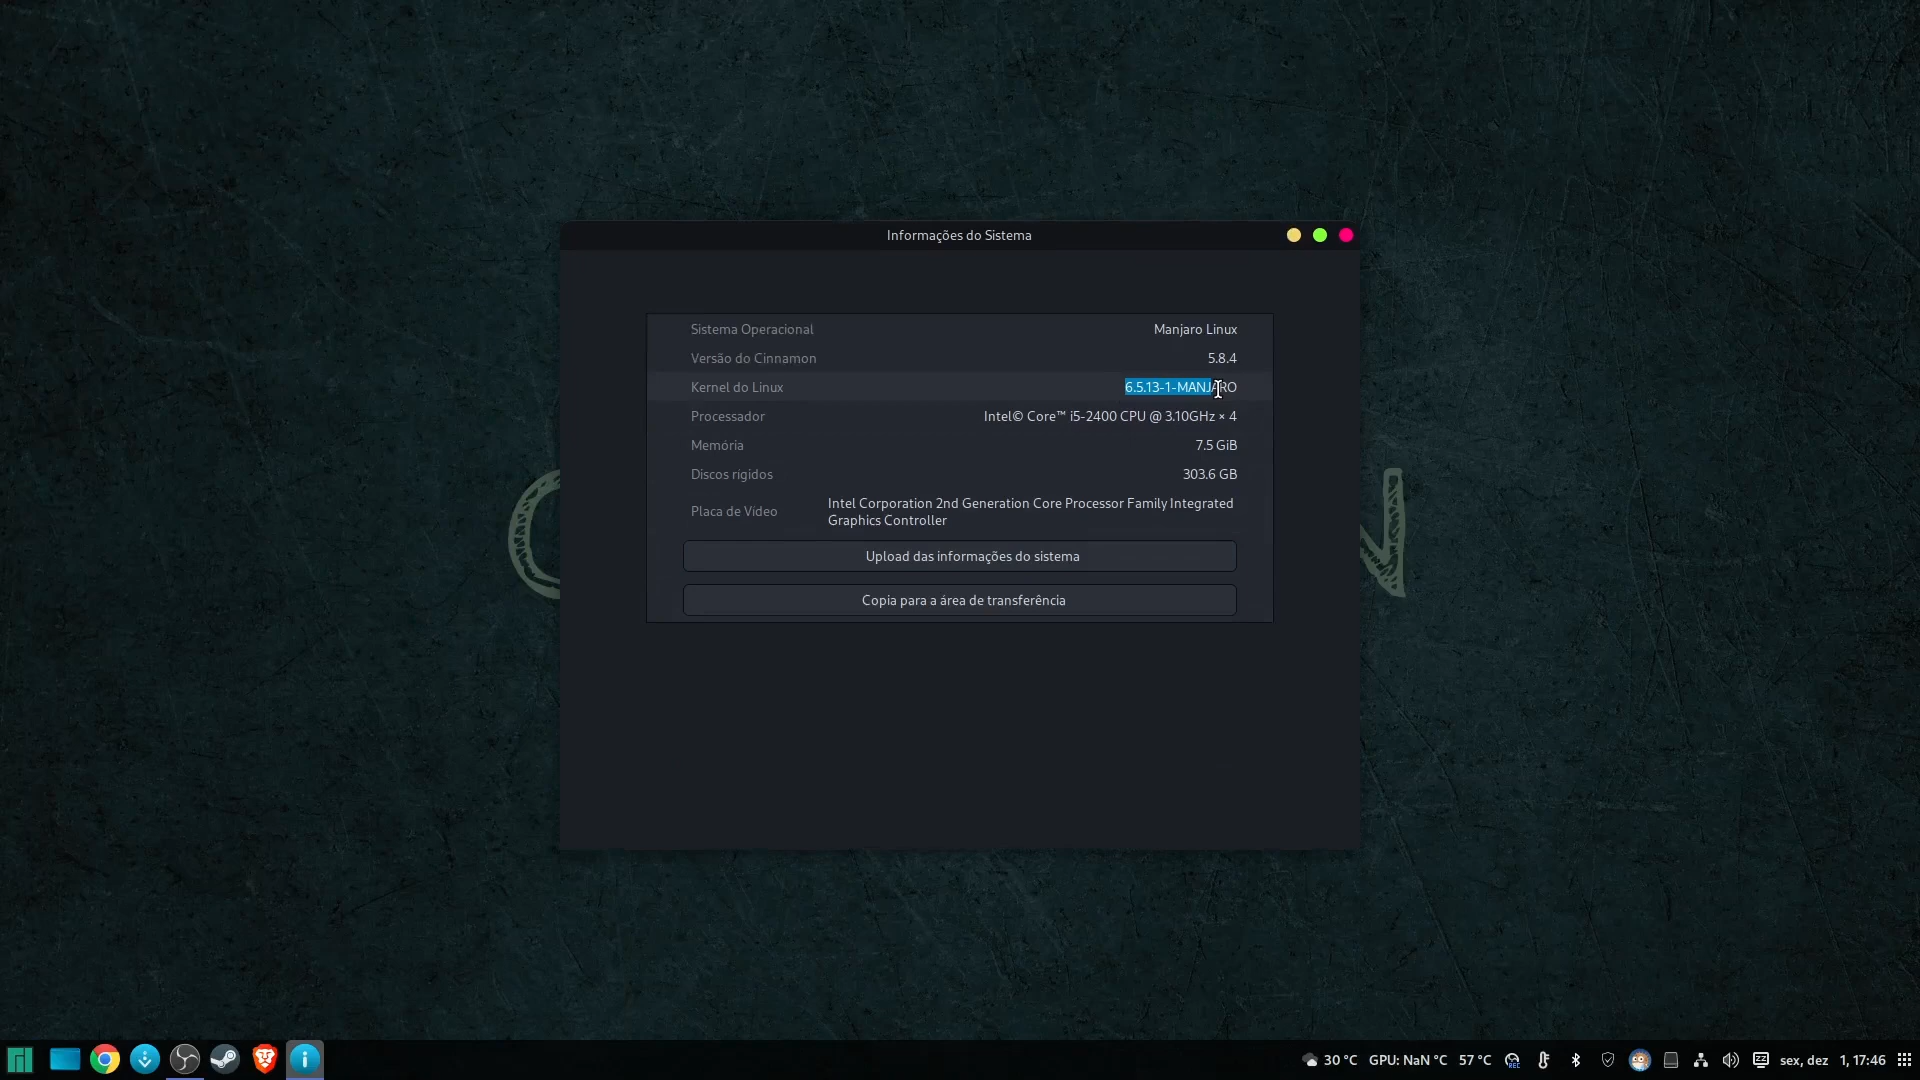 Informações do Sistema
Sistema Operacional Manjaro Linux
Versão do Cinnamon 5.8.4
Kernel do Linux 6.5.13-1-MANJARO
Processador Intel© Core™ i5-2400 CPU @ 3.10GHz × 4
Memória 7.5 GiB
Discos rígidos 303.6 GB
Placa de Vídeo Intel Corporation 2nd Generation Core Processor Family Integrated
Graphics Controller
Upload das informações do sistema
Copia para a área de transferência
30 °C GPU: NaN °C 57 °C REC sex, dez 1, 17:46